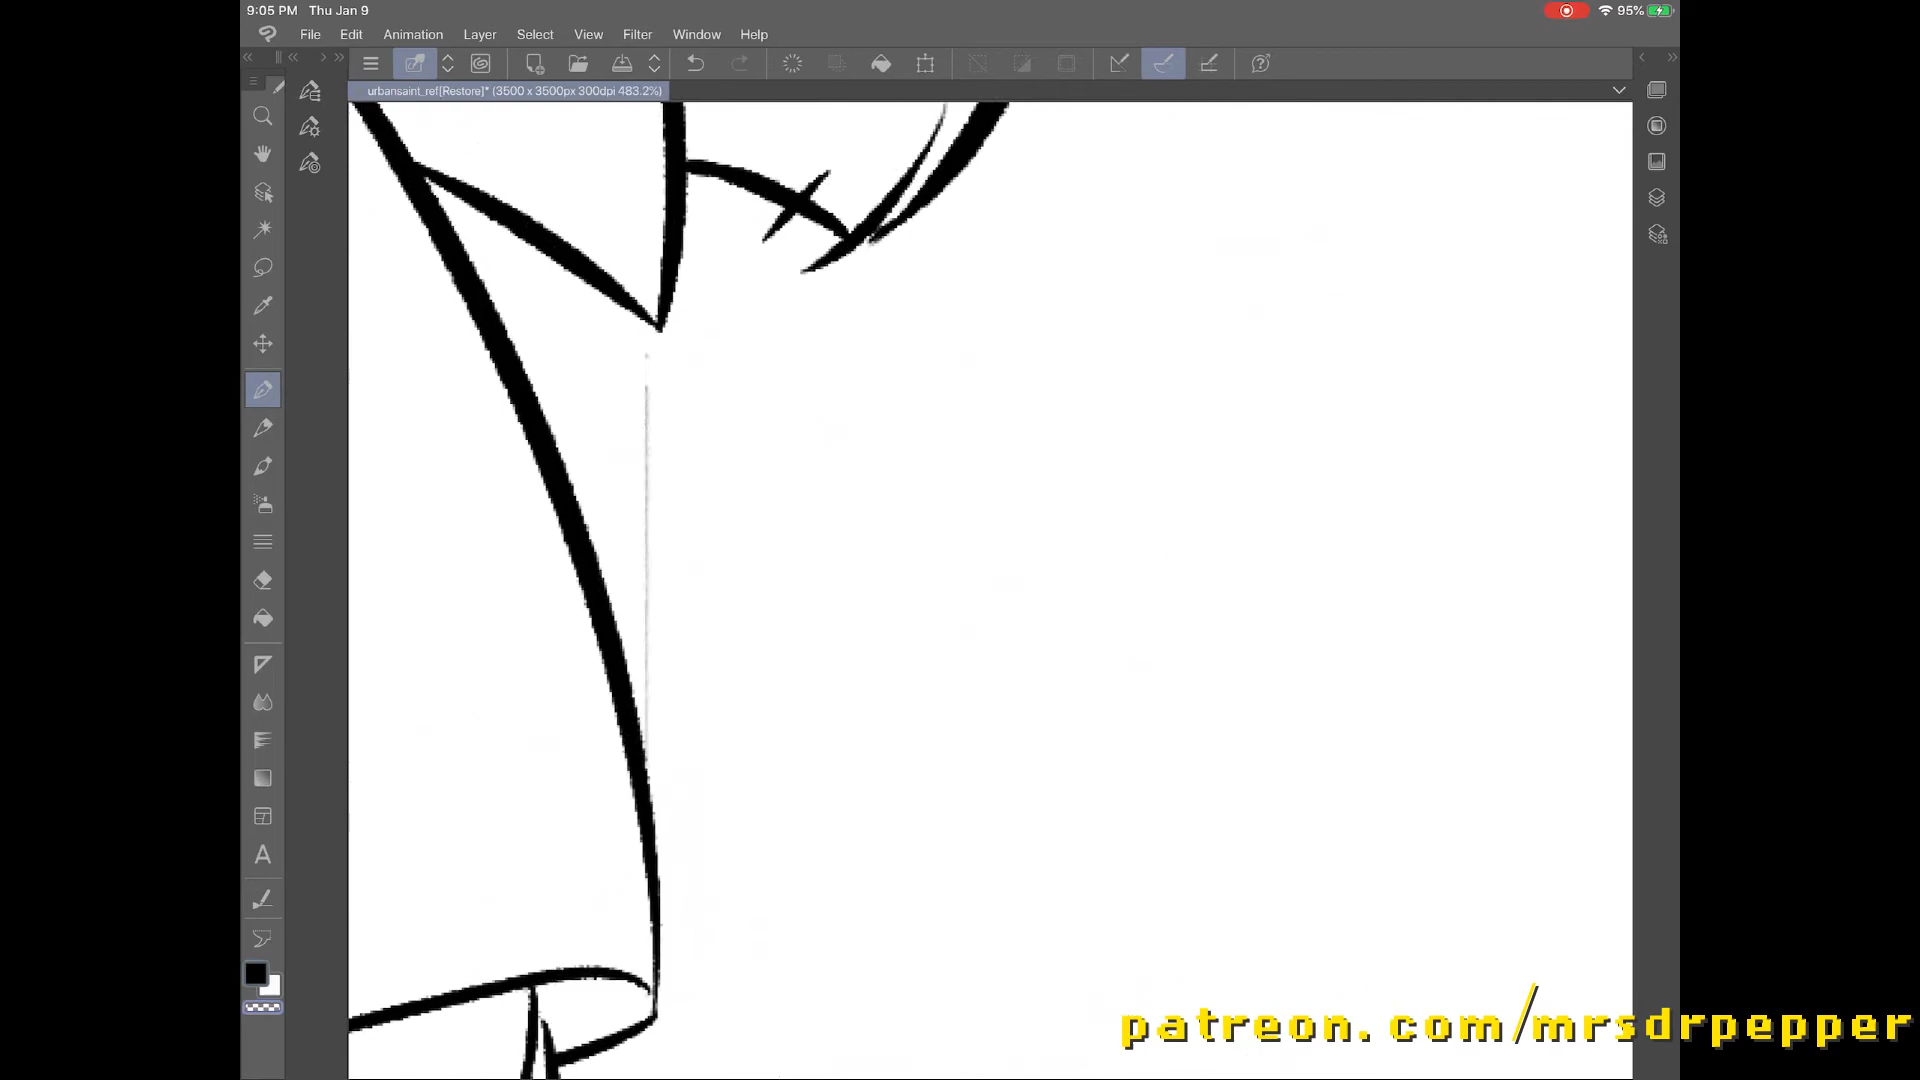 9:05 PM Thu Jan 9
95%
File Edit Animation Layer Select View Filter Window Help
urbansaint_ref[Restore]* (3500 x 3500px 300dpi 483.2%)
A
patreon.com/mrsdrpepper